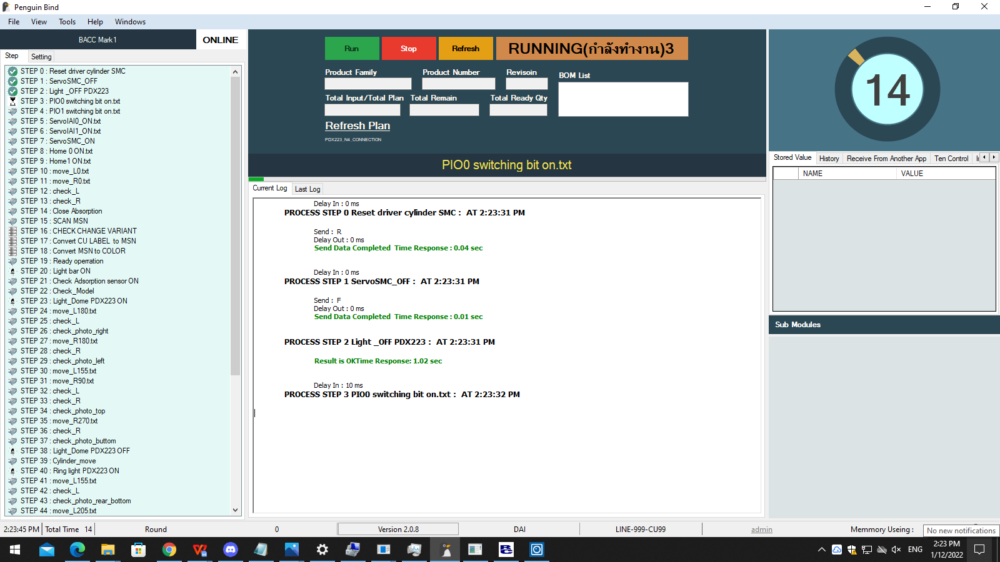 Penguin Bind
File View Tools Help Windows
BACC Mark1 ONLINE
Step Setting
STEP 0 : Reset driver cylinder SMC
STEP 1 : ServoSMC_OFF
STEP 2 : Light _OFF PDX223
STEP 3 : PIO0 switching bit on.txt
STEP 4 : PIO1 switching bit on.txt
STEP 5 : ServoIAI0_ON.txt
STEP 6 : ServoIAI1_ON.txt
STEP 7 : ServoSMC_ON
STEP 8 : Home 0 ON.txt
STEP 9 : Home1 ON.txt
STEP 10 : move_L0.txt
STEP 11 : move_R0.txt
STEP 12 : check_L
STEP 13 : check_R
STEP 14 : Close Absorption
STEP 15 : SCAN MSN
STEP 16 : CHECK CHANGE VARIANT
STEP 17 : Convert CU LABEL to MSN
STEP 18 : Convert MSN to COLOR
STEP 19 : Ready operration
STEP 20 : Light bar ON
STEP 21 : Check Adsorption sensor ON
STEP 22 : Check_Model
STEP 23 : Light_Dome PDX223 ON
STEP 24 : move_L180.txt
STEP 25 : check_L
STEP 26 : check_photo_right
STEP 27 : move_R180.txt
STEP 28 : check_R
STEP 29 : check_photo_left
STEP 30 : move_L155.txt
STEP 31 : move_R90.txt
STEP 32 : check_L
STEP 33 : check_R
STEP 34 : check_photo_top
STEP 35 : move_R270.txt
STEP 36 : check_R
STEP 37 : check_photo_buttom
STEP 38 : Light_Dome PDX223 OFF
STEP 39 : Cylinder_move
STEP 40 : Ring light PDX223 ON
STEP 41 : move_L155.txt
STEP 42 : check_L
STEP 43 : check_photo_rear_bottom
STEP 44 : move_L205.txt
Run Stop Refresh RUNNING(กำลังทำงาน)3
Product Family Product Number Revisoin BOM List
Total Input/Total Plan Total Remain Total Ready Qty
Refresh Plan
PDX223_N4_CONNECTION
PIO0 switching bit on.txt
Current Log Last Log
Delay In : 0 ms
PROCESS STEP 0 Reset driver cylinder SMC : AT 2:23:31 PM
Send : R
Delay Out : 0 ms
Send Data Completed Time Response : 0.04 sec
Delay In : 0 ms
PROCESS STEP 1 ServoSMC_OFF : AT 2:23:31 PM
Send : F
Delay Out : 0 ms
Send Data Completed Time Response : 0.01 sec
PROCESS STEP 2 Light _OFF PDX223 : AT 2:23:31 PM
Result is OKTime Response: 1.02 sec
Delay In : 10 ms
PROCESS STEP 3 PIO0 switching bit on.txt : AT 2:23:32 PM
14
Stored Value History Receive From Another App Ten Control
NAME VALUE
Sub Modules
2:23:45 PM Total Time 14 Round 0 Version 2.0.8 DAI LINE-999-CU99 admin Memmory Useing :
No new notifications
ENG 2:23 PM
1/12/2022